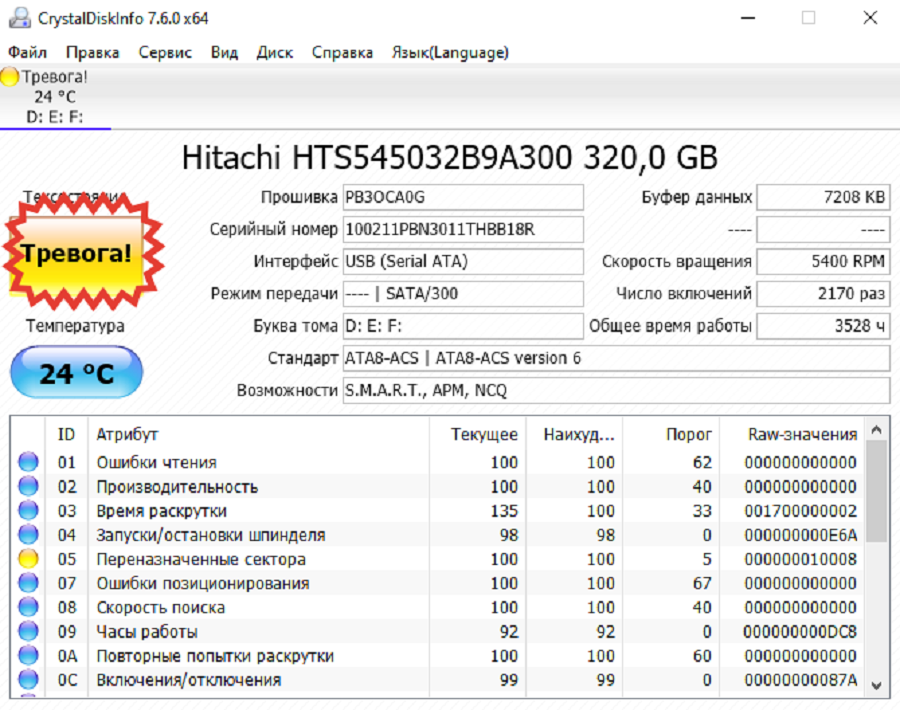 CrystalDiskInfo 7.6.0 x64
Файл Правка Сервис Вид Диск Справка Язык(Language)
Тревога!
24 °C
D: E: F:
Hitachi HTS545032B9A300 320,0 GB
Техсостояние
Тревога!
Температура
24 °C
Прошивка PB3OCA0G Буфер данных 7208 KB
Серийный номер 100211PBN3011THBB18R ---- ----
Интерфейс USB (Serial ATA) Скорость вращения 5400 RPM
Режим передачи ---- | SATA/300 Число включений 2170 раз
Буква тома D: E: F: Общее время работы 3528 ч
Стандарт ATA8-ACS | ATA8-ACS version 6
Возможности S.M.A.R.T., APM, NCQ
ID Атрибут Текущее Наихуд... Порог Raw-значения
01 Ошибки чтения 100 100 62 000000000000
02 Производительность 100 100 40 000000000000
03 Время раскрутки 135 100 33 001700000002
04 Запуски/остановки шпинделя 98 98 0 000000000E6A
05 Переназначенные сектора 100 100 5 000000010008
07 Ошибки позиционирования 100 100 67 000000000000
08 Скорость поиска 100 100 40 000000000000
09 Часы работы 92 92 0 000000000DC8
0A Повторные попытки раскрутки 100 100 60 000000000000
0C Включения/отключения 99 99 0 00000000087A